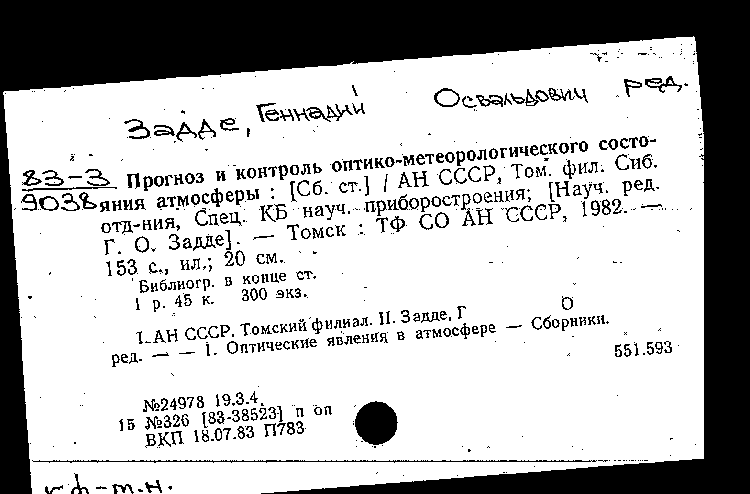 Задде, Геннадий Освальдович ред.
83-3
9038
Прогноз и контроль оптико-метеорологического состо-
яния атмосферы : [Сб. ст.] / АН СССР, Том. фил. Сиб.
отд-ния, Спец. КБ науч. приборостроения; [Науч. ред.
Г. О. Задде]. — Томск : ТФ СО АН СССР, 1982. —
153 с., ил.; 20 см.
Библиогр. в конце ст.
1 р. 45 к. 300 экз.
I. АН СССР. Томский филиал. II. Задде, Г О
ред. — — 1. Оптические явления в атмосфере — Сборники.
551.593
№24978 19.3.4.
15 №326 [83-38523] п оп
ВКП 18.07.83 П783
к.ф-т.н.